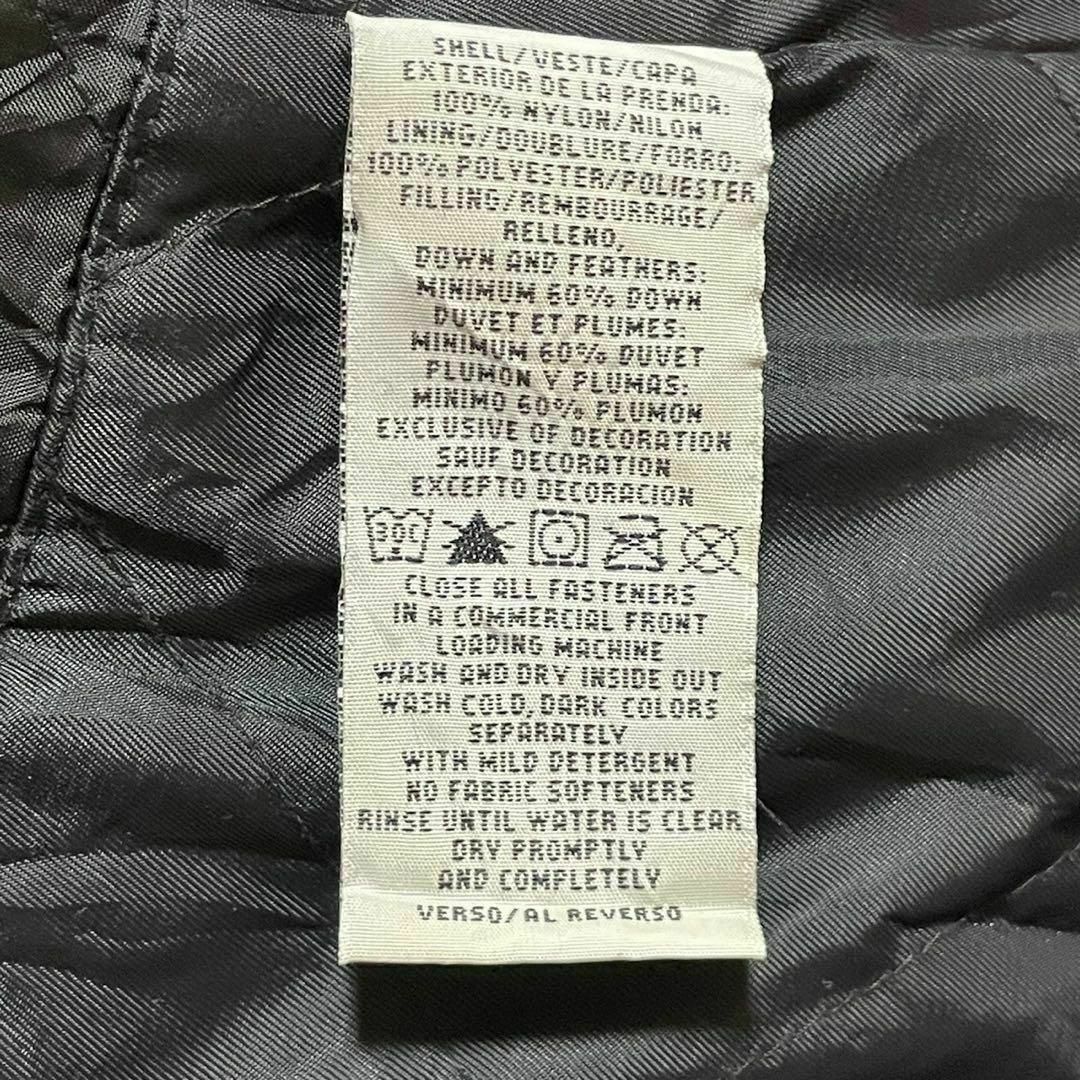 SHELL/VESTE/CAPA
EXTERIOR DE LA PRENDA:
100% NYLON/NILON
LINING/DOUBLURE/FORRO:
100% POLYESTER/POLIESTER
FILLING/REMBOURRAGE/
RELLENO,
DOWN AND FEATHERS:
MINIMUM 60% DOWN
DUVET ET PLUMES:
MINIMUM 60% DUVET
PLUMON Y PLUMAS:
MINIMO 60% PLUMON
EXCLUSIVE OF DECORATION
SAUF DECORATION
EXCEPTO DECORACION
30C
CLOSE ALL FASTENERS
IN A COMMERCIAL FRONT
LOADING MACHINE
WASH AND DRY INSIDE OUT
WASH COLD, DARK COLORS
SEPARATELY
WITH MILD DETERGENT
NO FABRIC SOFTENERS
RINSE UNTIL WATER IS CLEAR
DRY PROMPTLY
AND COMPLETELY
VERSO/AL REVERSO